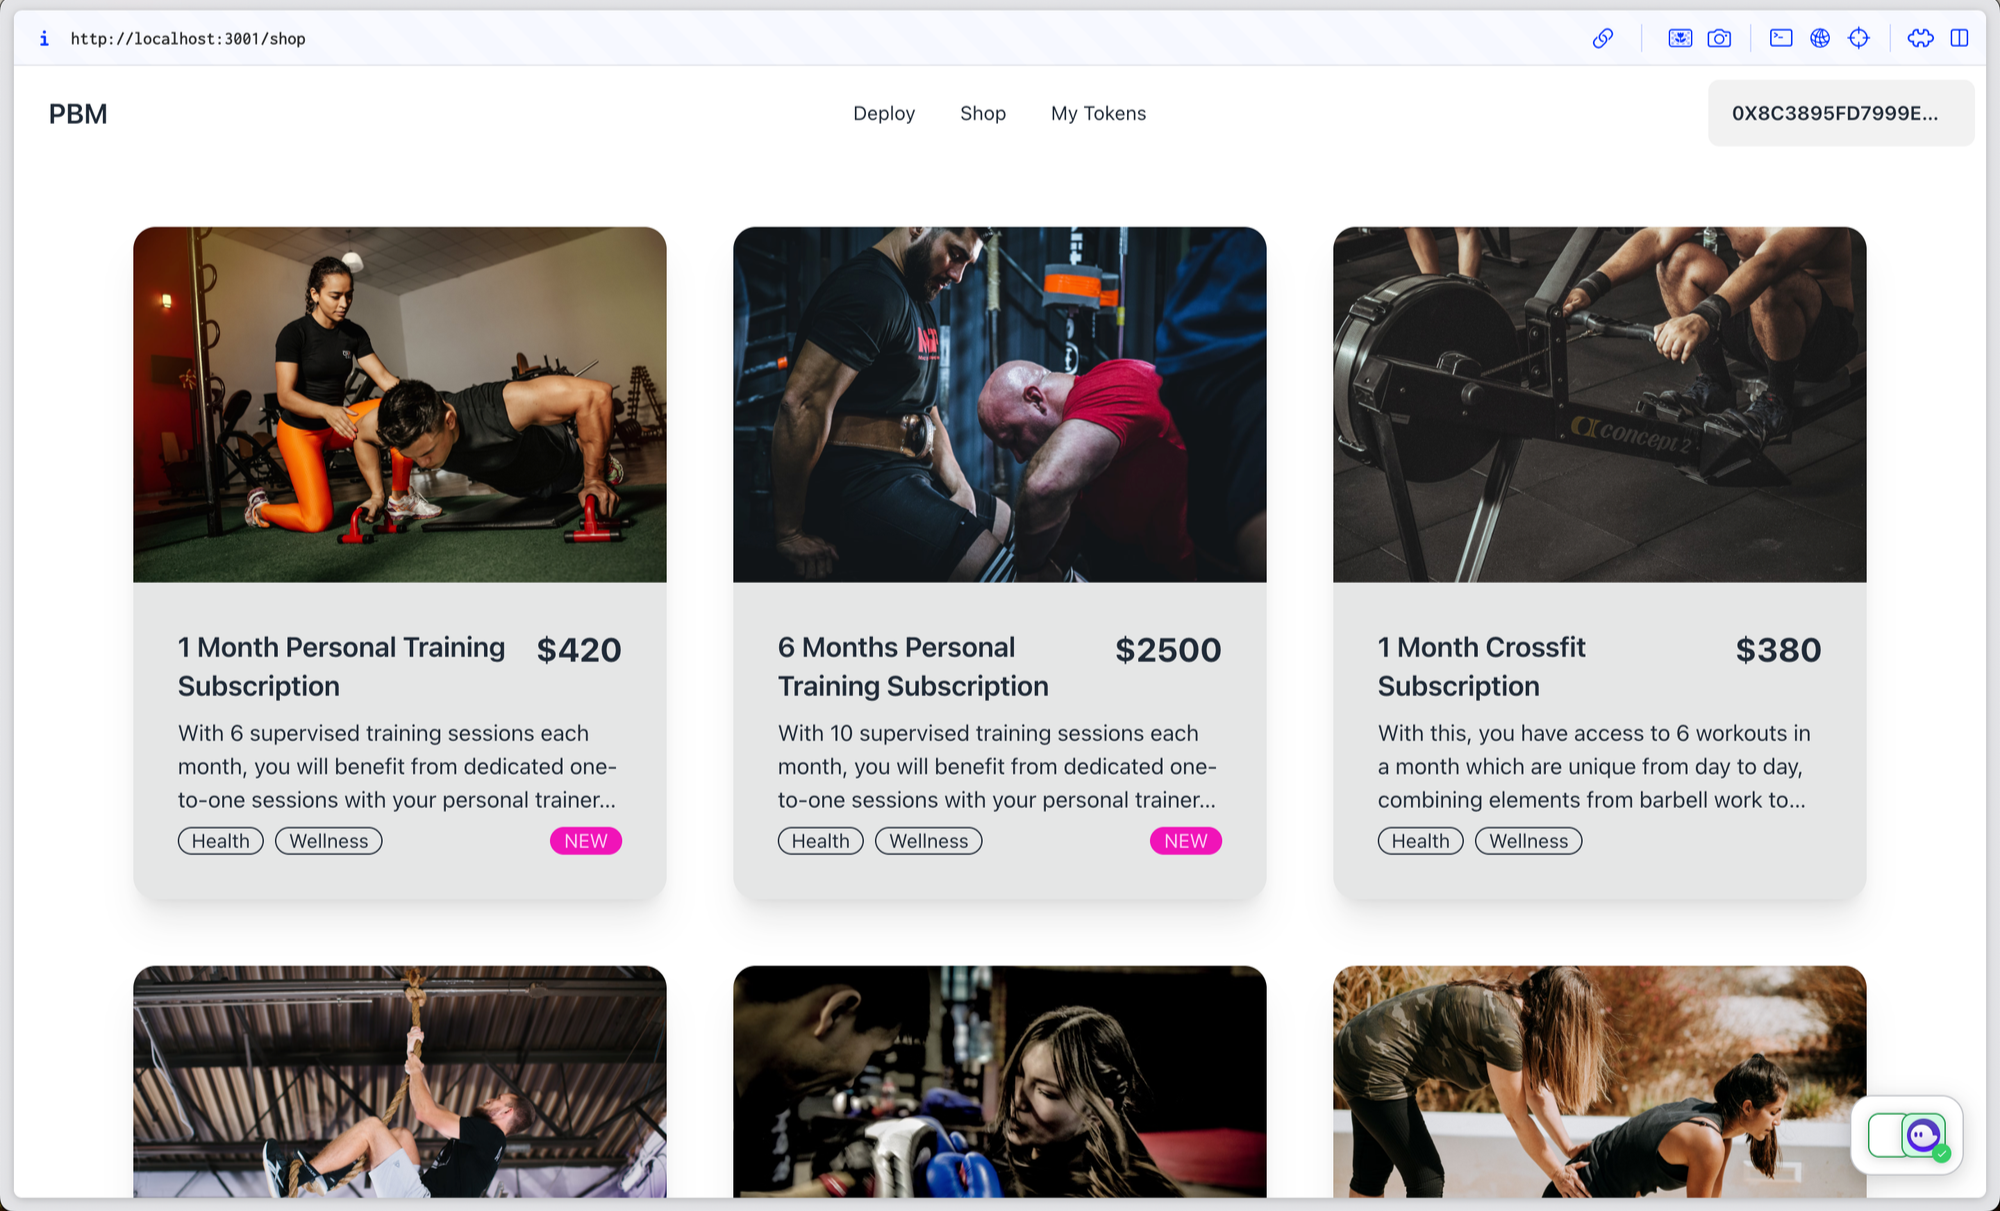 i http://localhost:3001/shop
PBM
Deploy
Shop
My Tokens
0X8C3895FD7999E...
concept 2
1 Month Personal Training
Subscription
$420
With 6 supervised training sessions each
month, you will benefit from dedicated one-
to-one sessions with your personal trainer...
Health
Wellness
NEW
6 Months Personal
Training Subscription
$2500
With 10 supervised training sessions each
month, you will benefit from dedicated one-
to-one sessions with your personal trainer...
Health
Wellness
NEW
1 Month Crossfit
Subscription
$380
With this, you have access to 6 workouts in
a month which are unique from day to day,
combining elements from barbell work to...
Health
Wellness